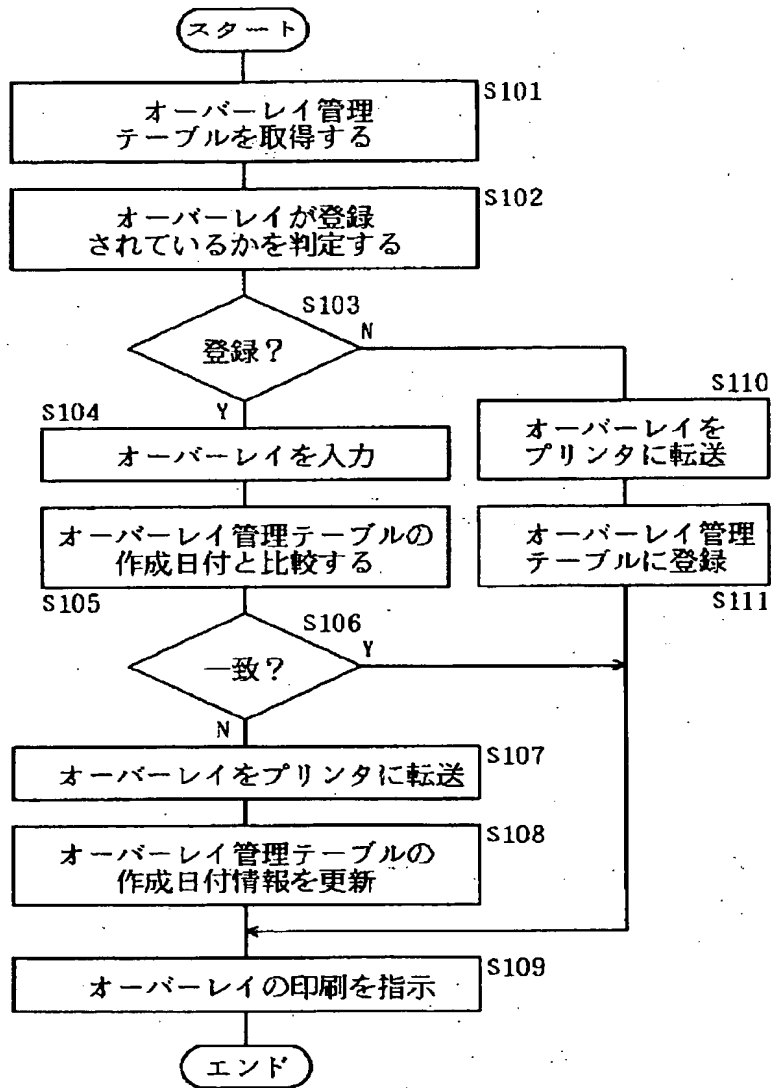 スタート
S101
オーバーレイ管理
テーブルを取得する
S102
オーバーレイが登録
されているかを判定する
S103
登録？
N
Y
S104
オーバーレイを入力
S110
オーバーレイを
プリンタに転送
オーバーレイ管理テーブルの
作成日付と比較する
S105
オーバーレイ管理
テーブルに登録
S111
S106
一致？
Y
N
オーバーレイをプリンタに転送
S107
オーバーレイ管理テーブルの
作成日付情報を更新
S108
オーバーレイの印刷を指示
S109
エンド